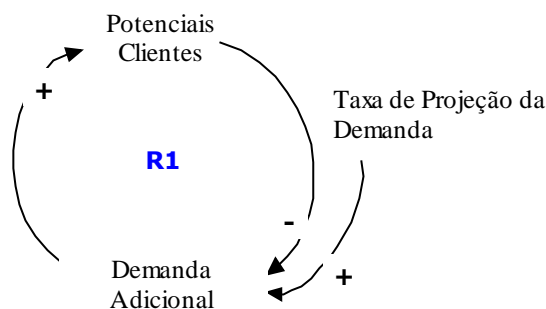 Potenciais
Clientes
+
Taxa de Projeção da
Demanda
R1
-
+
Demanda
Adicional